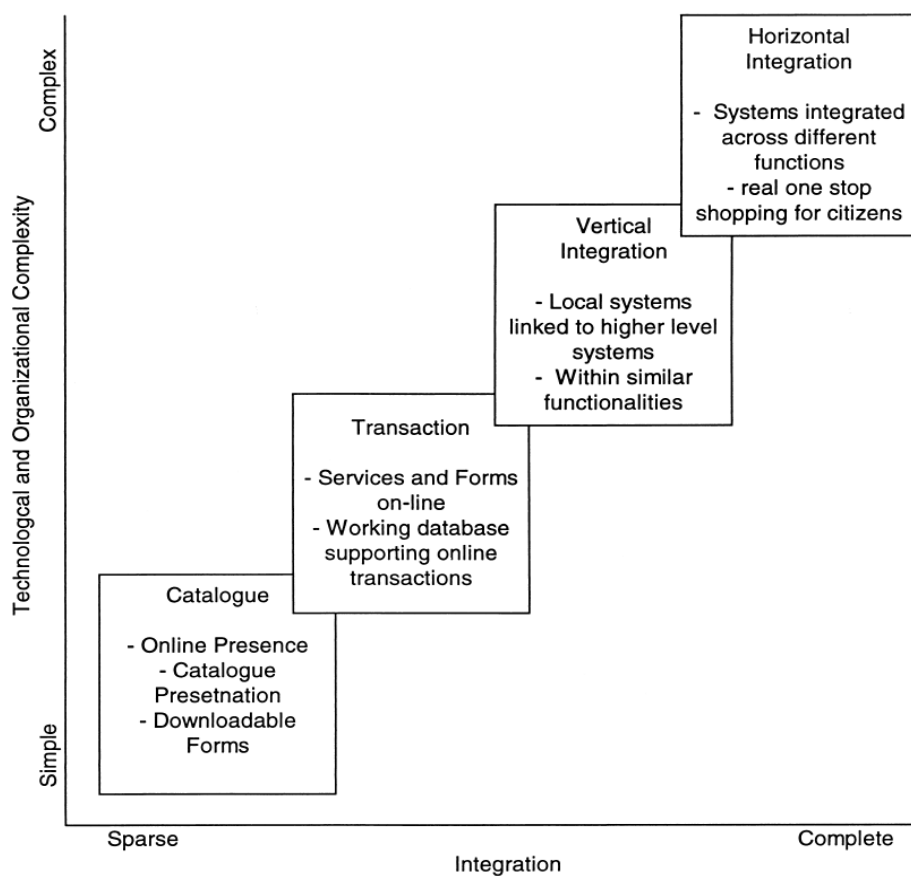 Complex
Technologcal and Organizational Complexity
Simple
Horizontal
Integration
- Systems integrated
across different
functions
- real one stop
shopping for citizens
Vertical
Integration
- Local systems
linked to higher level
systems
- Within similar
functionalities
Transaction
- Services and Forms
on-line
- Working database
supporting online
transactions
Catalogue
- Online Presence
- Catalogue
Presetnation
- Downloadable
Forms
Sparse
Complete
Integration